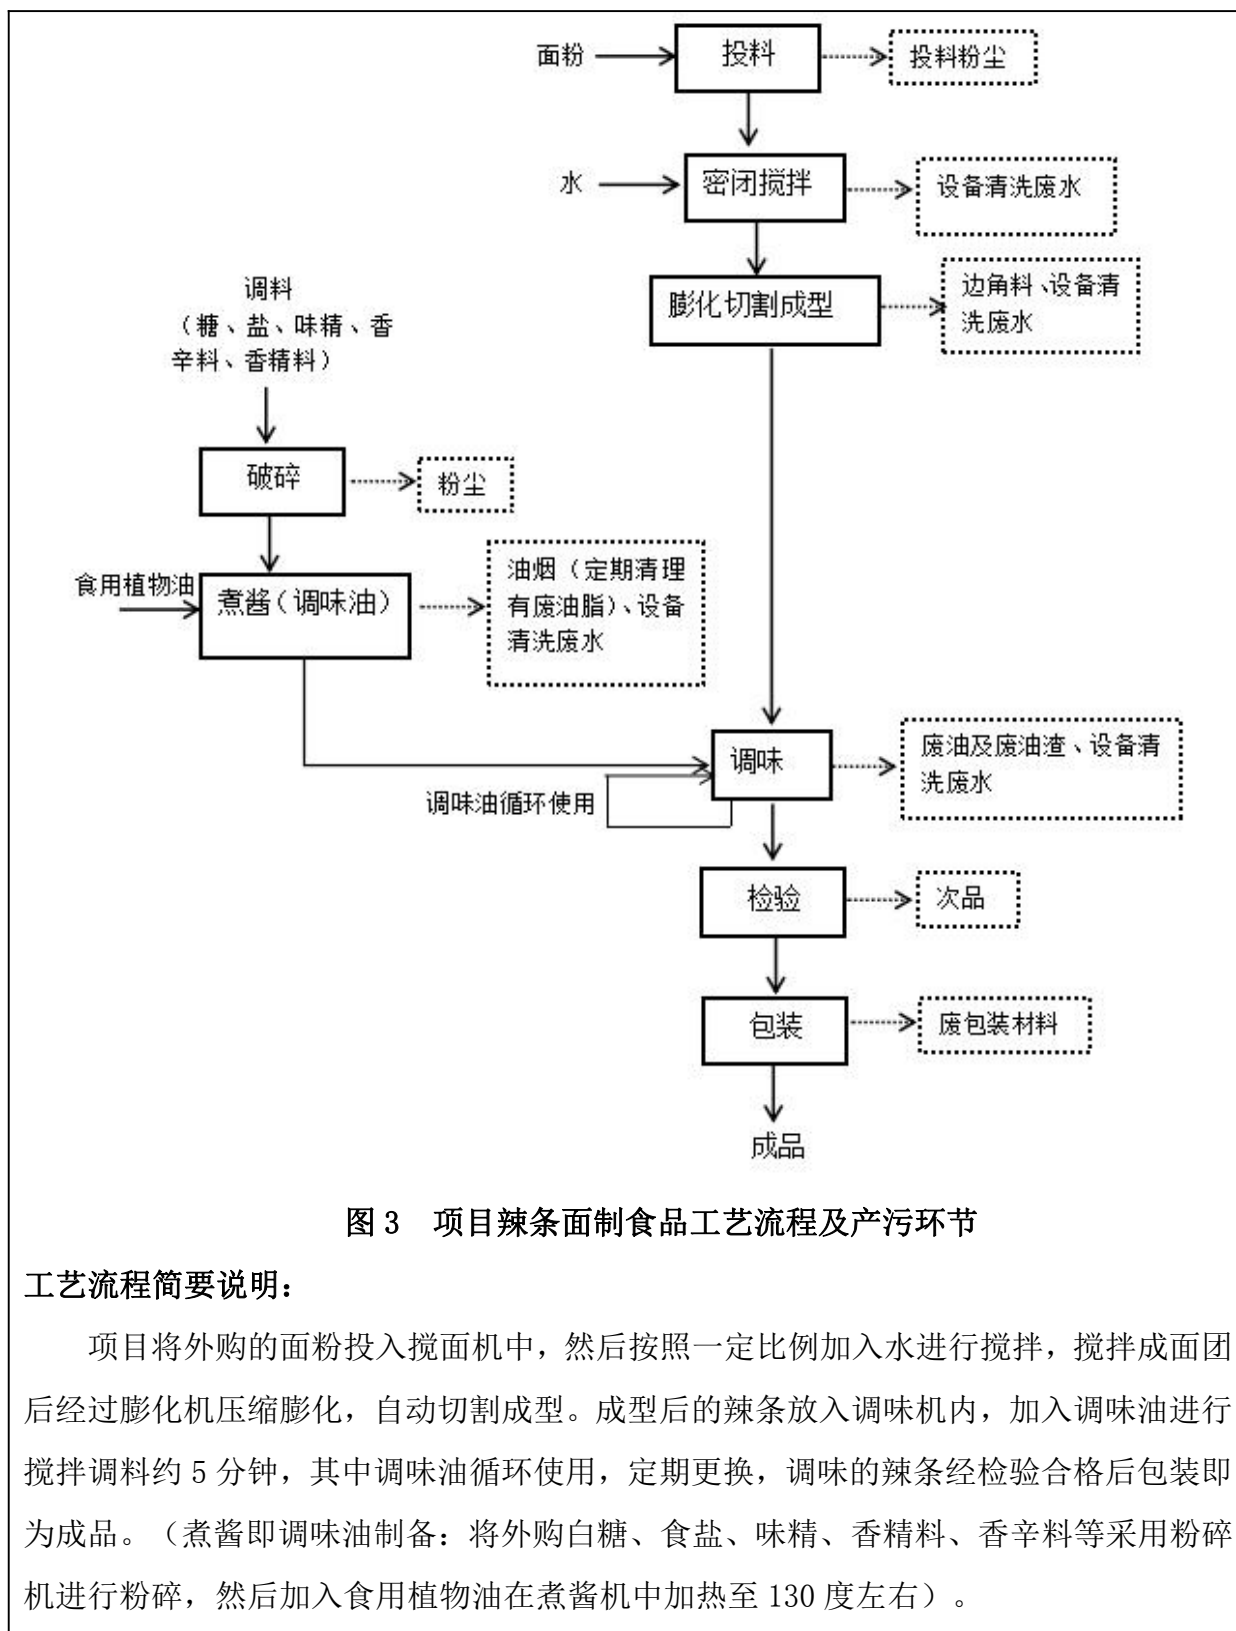 面粉
投料
投料粉尘
水
密闭搅拌
设备清洗废水
膨化切割成型
边角料、设备清
洗废水
调料
（糖、盐、味精、香
辛料、香精料）
破碎
粉尘
食用植物油
煮酱（调味油）
油烟（定期清理
有废油脂）、设备
清洗废水
调味
废油及废油渣、设备清
洗废水
调味油循环使用
检验
次品
包装
废包装材料
成品
图 3　项目辣条面制食品工艺流程及产污环节
工艺流程简要说明：
项目将外购的面粉投入搅面机中，然后按照一定比例加入水进行搅拌，搅拌成面团
后经过膨化机压缩膨化，自动切割成型。成型后的辣条放入调味机内，加入调味油进行
搅拌调料约 5 分钟，其中调味油循环使用，定期更换，调味的辣条经检验合格后包装即
为成品。（煮酱即调味油制备：将外购白糖、食盐、味精、香精料、香辛料等采用粉碎
机进行粉碎，然后加入食用植物油在煮酱机中加热至 130 度左右）。